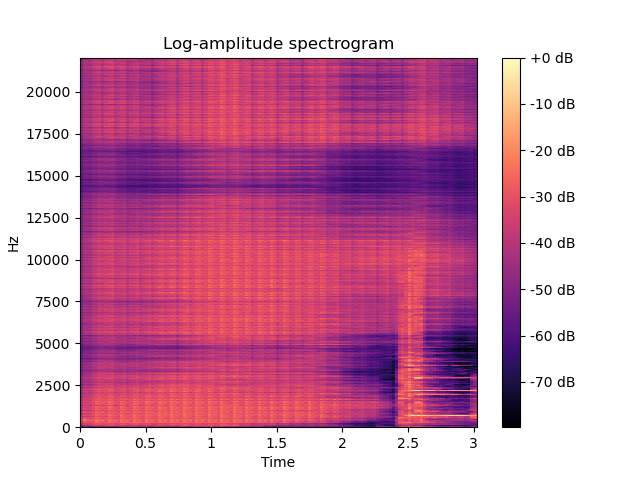 Log-amplitude spectrogram
Hz
20000
17500
15000
12500
10000
7500
5000
2500
0
0 0.5 1 1.5 2 2.5 3
Time
+0 dB
-10 dB
-20 dB
-30 dB
-40 dB
-50 dB
-60 dB
-70 dB